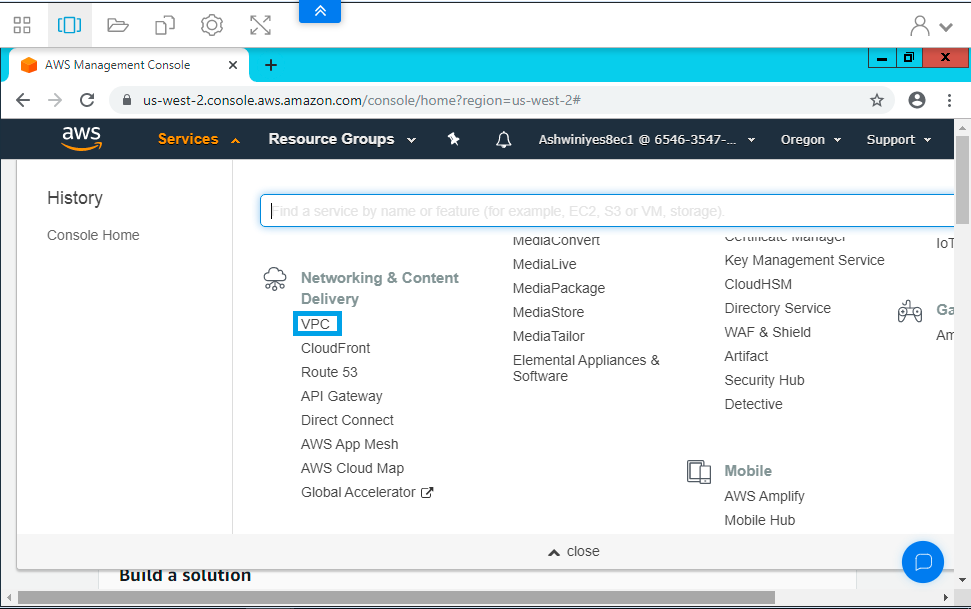 AWS Management Console
us-west-2.console.aws.amazon.com/console/home?region=us-west-2#
aws
Services
Resource Groups
Ashwiniyes8ec1 @ 6546-3547-...
Oregon
Support
History
Console Home
Find a service by name or feature (for example, EC2, S3 or VM, storage).
Networking & Content
Delivery
VPC
CloudFront
Route 53
API Gateway
Direct Connect
AWS App Mesh
AWS Cloud Map
Global Accelerator
MediaConvert
MediaLive
MediaPackage
MediaStore
MediaTailor
Elemental Appliances &
Software
Certificate Manager
Key Management Service
CloudHSM
Directory Service
WAF & Shield
Artifact
Security Hub
Detective
Mobile
AWS Amplify
Mobile Hub
IoT
Ga
Am
close
Build a solution